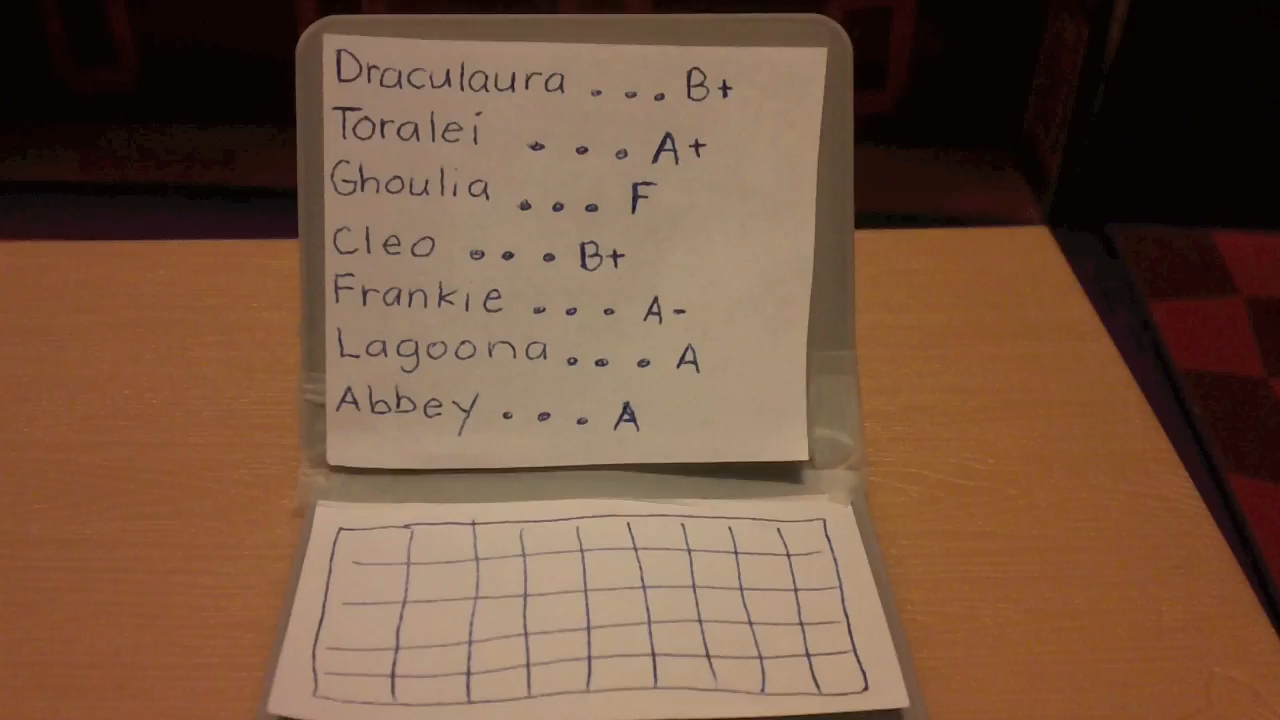 Draculaura ... B+
Toralei ... A+
Ghoulia ... F
Cleo ... B+
Frankie ... A-
Lagoona ... A
Abbey ... A